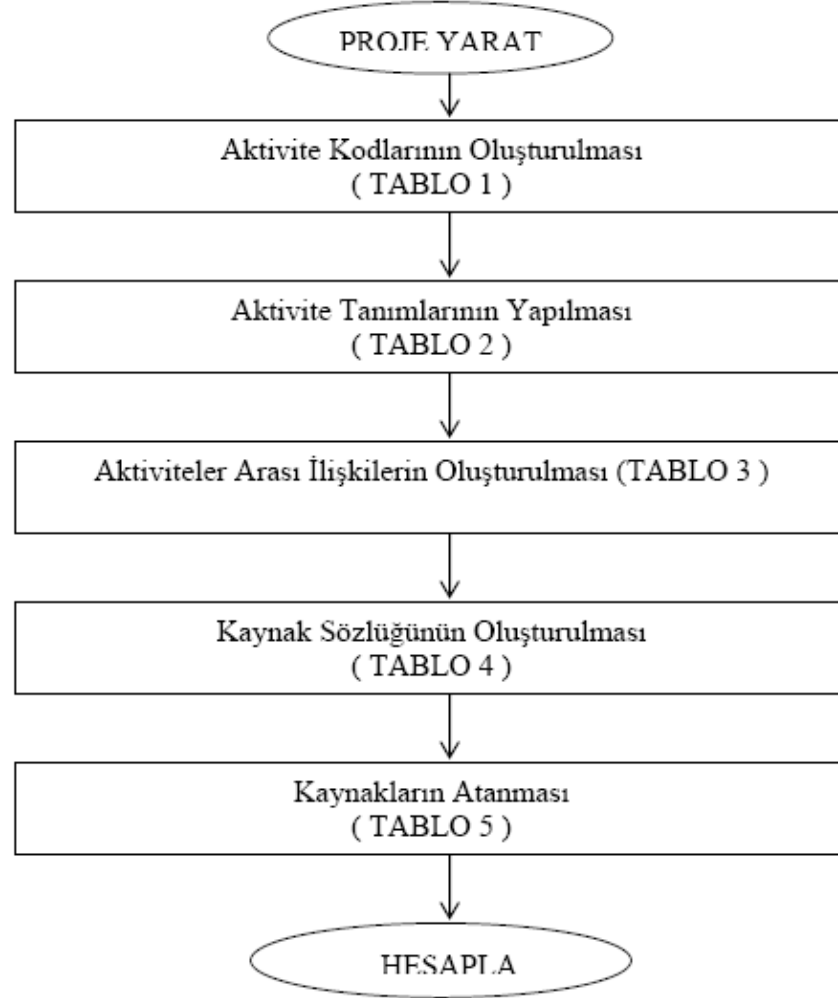 PROJE YARAT
Aktivite Kodlarının Oluşturulması
( TABLO 1 )
Aktivite Tanımlarının Yapılması
( TABLO 2 )
Aktiviteler Arası İlişkilerin Oluşturulması (TABLO 3 )
Kaynak Sözlüğünün Oluşturulması
( TABLO 4 )
Kaynakların Atanması
( TABLO 5 )
HESAPLA